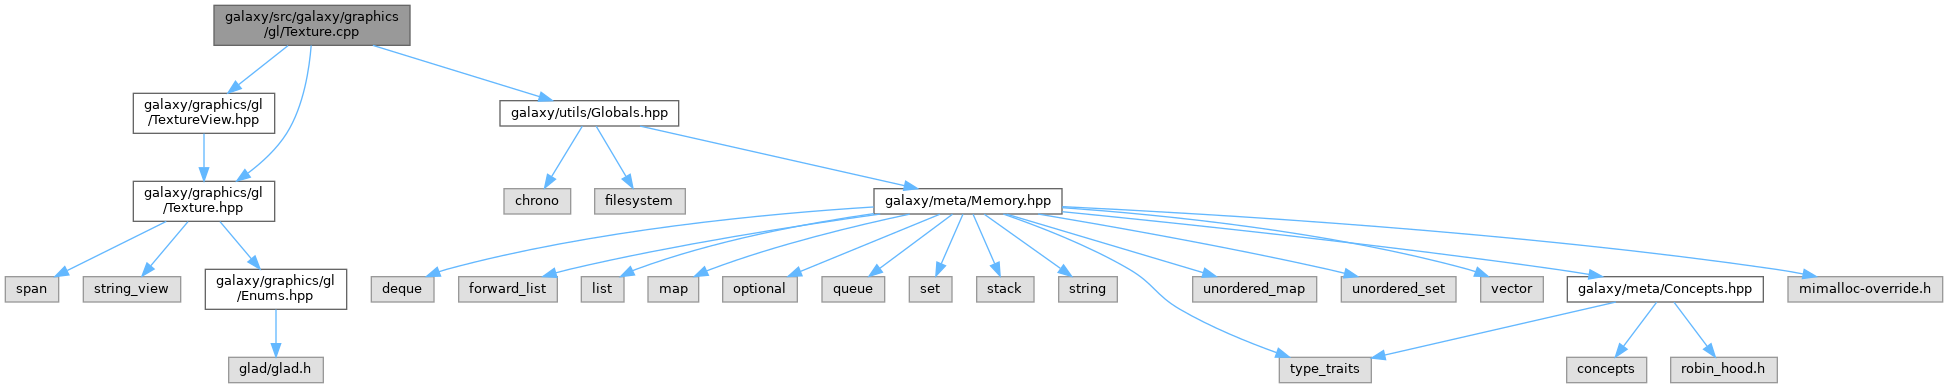 galaxy/src/galaxy/graphics
/gl/Texture.cpp
galaxy/graphics/gl
/TextureView.hpp
galaxy/utils/Globals.hpp
galaxy/graphics/gl
/Texture.hpp
chrono
filesystem
galaxy/meta/Memory.hpp
span
string_view
galaxy/graphics/gl
/Enums.hpp
deque
forward_list
list
map
optional
queue
set
stack
string
unordered_map
unordered_set
vector
galaxy/meta/Concepts.hpp
mimalloc-override.h
glad/glad.h
type_traits
concepts
robin_hood.h